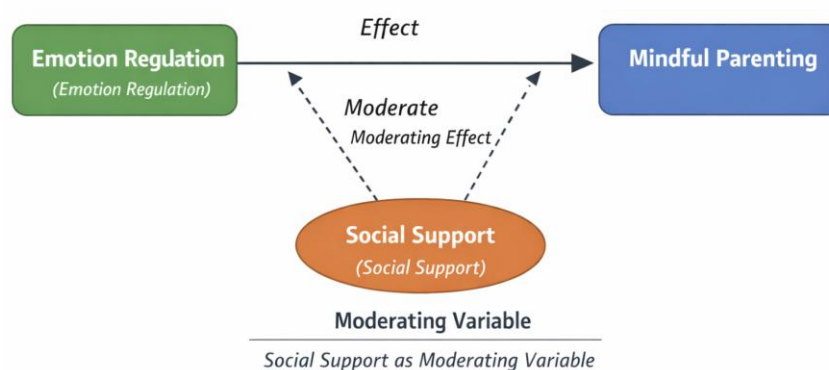 Effect
Emotion Regulation
(Emotion Regulation)
Mindful Parenting
Moderate
Moderating Effect
Social Support
(Social Support)
Moderating Variable
Social Support as Moderating Variable